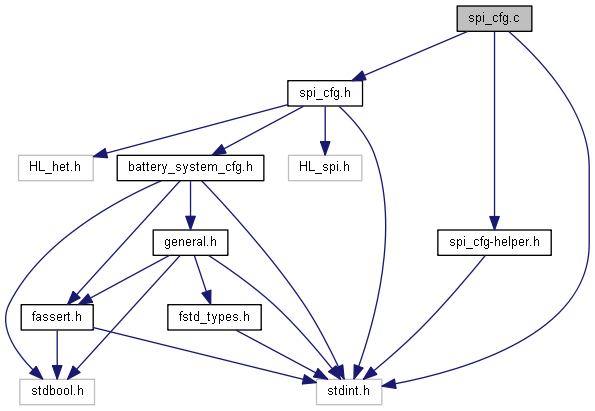 spi_cfg.c
spi_cfg.h
HL_het.h
battery_system_cfg.h
HL_spi.h
general.h
spi_cfg-helper.h
fassert.h
fstd_types.h
stdbool.h
stdint.h